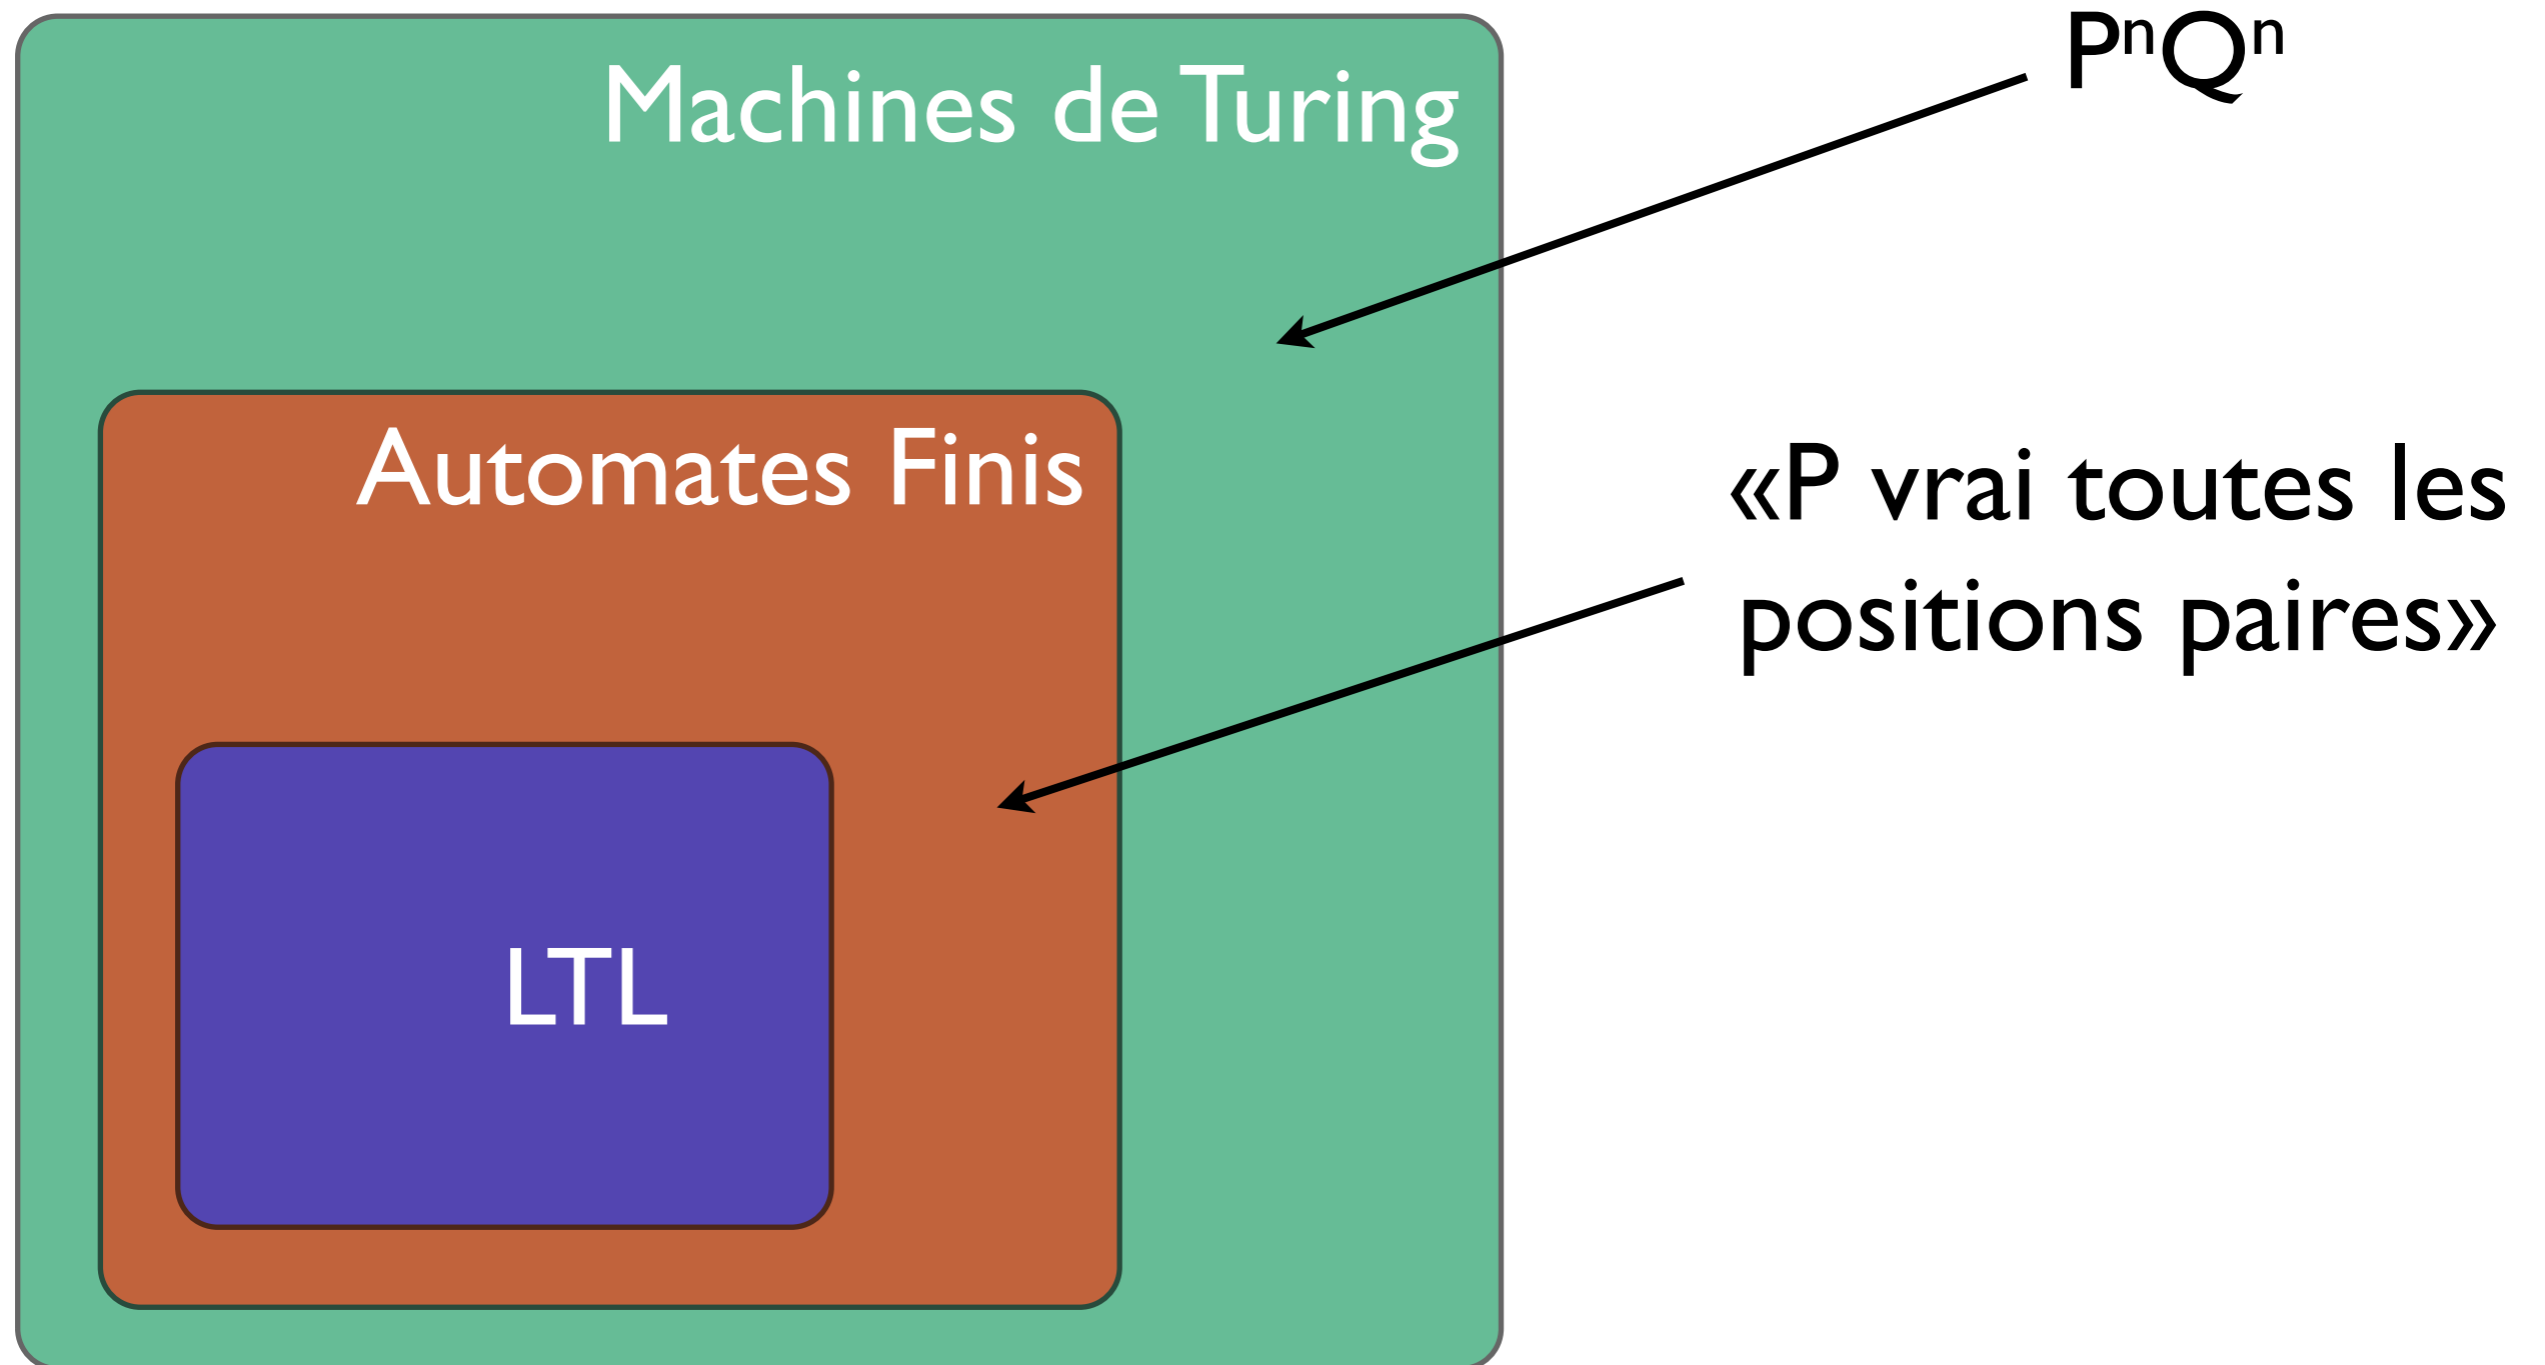 Machines de Turing
PⁿQⁿ
Automates Finis
«P vrai toutes les
positions paires»
LTL